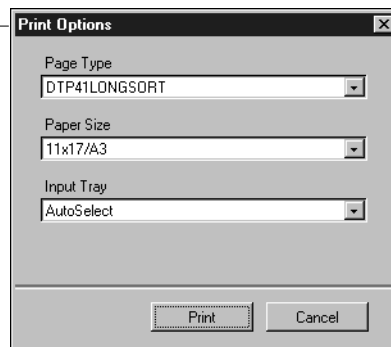 Print Options
Page Type
DTP41LONGSORT
Paper Size
11x17/A3
Input Tray
AutoSelect
Print Cancel